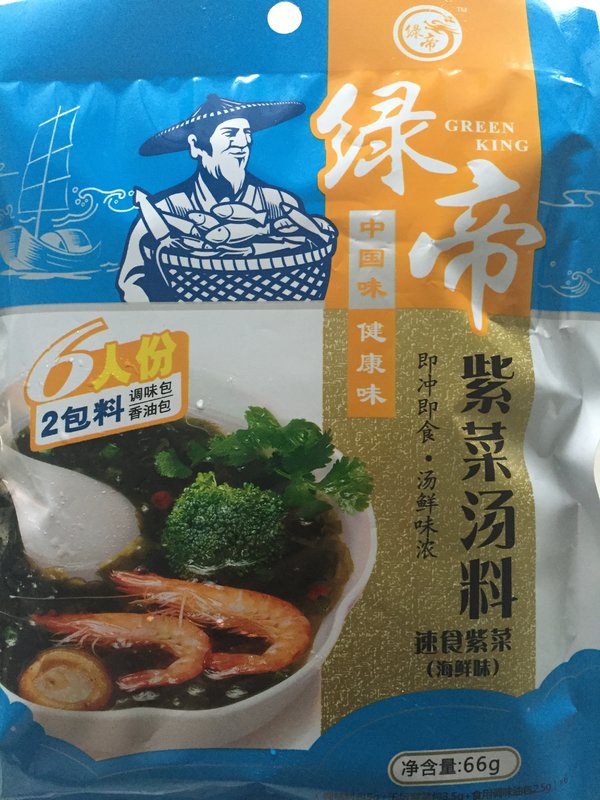 绿帝
TM
绿帝
GREEN
KING
中国味 健康味
6人份
2包料 调味包
香油包
即冲即食·汤鲜味浓
紫菜汤料
速食紫菜
(海鲜味)
净含量:66g